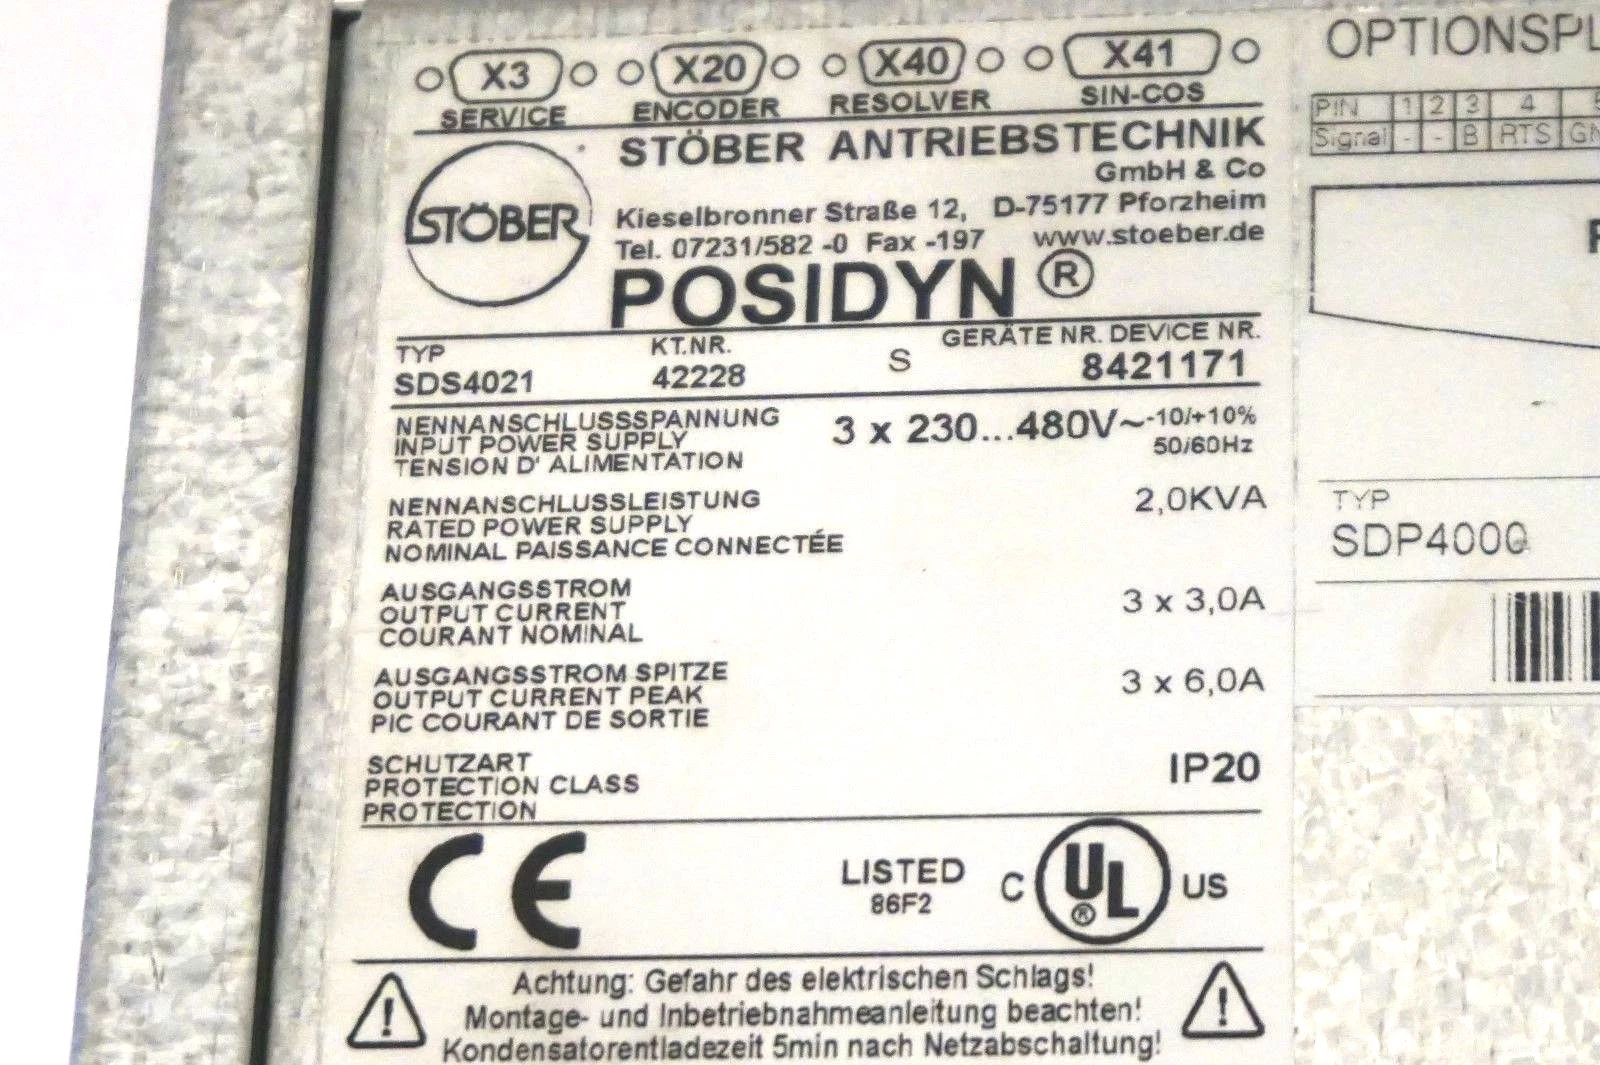 X3 X20 X40 X41
SERVICE ENCODER RESOLVER SIN-COS
STÖBER
STÖBER ANTRIEBSTECHNIK
GmbH & Co
Kieselbronner Straße 12, D-75177 Pforzheim
Tel. 07231/582 -0 Fax -197 www.stoeber.de
POSIDYN ®
TYP KT.NR. GERÄTE NR. DEVICE NR.
SDS4021 42228 S 8421171
NENNANSCHLUSSSPANNUNG
INPUT POWER SUPPLY
TENSION D' ALIMENTATION
3 x 230...480V~ -10/+10%
50/60Hz
NENNANSCHLUSSLEISTUNG
RATED POWER SUPPLY
NOMINAL PAISSANCE CONNECTÉE
2,0KVA
AUSGANGSSTROM
OUTPUT CURRENT
COURANT NOMINAL
3 x 3,0A
AUSGANGSSTROM SPITZE
OUTPUT CURRENT PEAK
PIC COURANT DE SORTIE
3 x 6,0A
SCHUTZART
PROTECTION CLASS
PROTECTION
IP20
CE
LISTED
86F2
C UL® US
Achtung: Gefahr des elektrischen Schlags!
Montage- und Inbetriebnahmeanleitung beachten!
Kondensatorentladezeit 5min nach Netzabschaltung!
OPTIONSPL
PIN 1 2 3 4
Signal - - B RTS GN
TYP
SDP4000